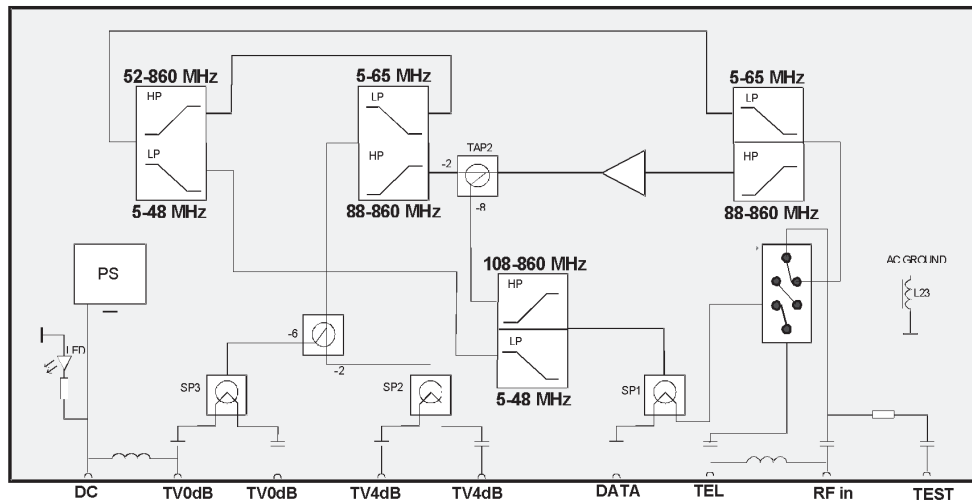 52-860 MHz
HP
LP
5-48 MHz
5-65 MHz
LP
HP
88-860 MHz
-2
TAP2
-8
5-65 MHz
LP
HP
88-860 MHz
PS
108-860 MHz
HP
LP
5-48 MHz
AC GROUND
L23
LED
-6
-2
SP3
SP2
SP1
DC
TV0dB
TV0dB
TV4dB
TV4dB
DATA
TEL
RF in
TEST